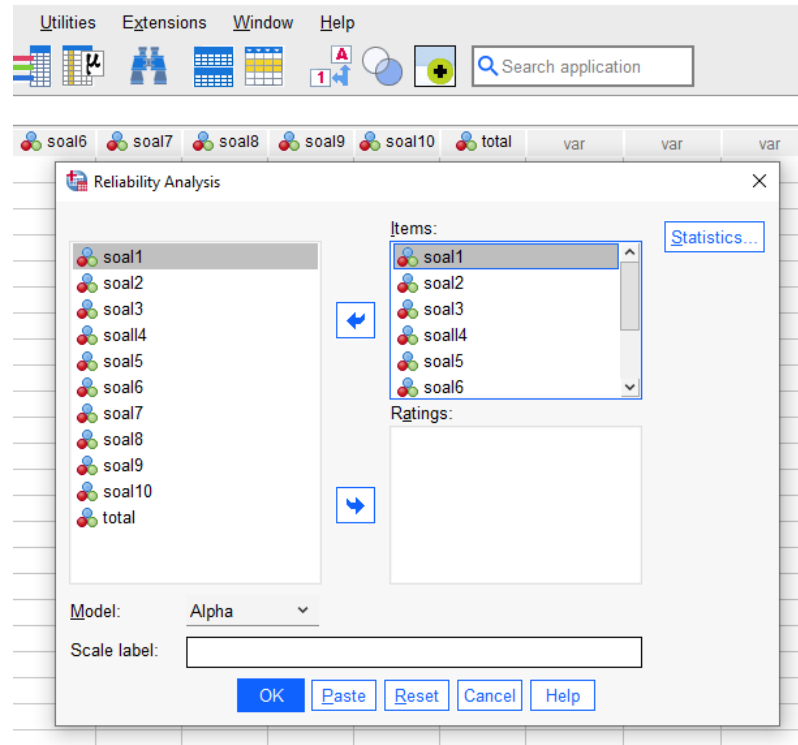 Utilities Extensions Window Help
A
1
μ
Search application
soal6 soal7 soal8 soal9 soal10 total var var var
Reliability Analysis
Items:
Statistics...
soal1
soal2
soal3
soall4
soal5
soal6
soal7
soal8
soal9
soal10
total
soal1
soal2
soal3
soall4
soal5
soal6
Ratings:
Model: Alpha
Scale label:
OK Paste Reset Cancel Help